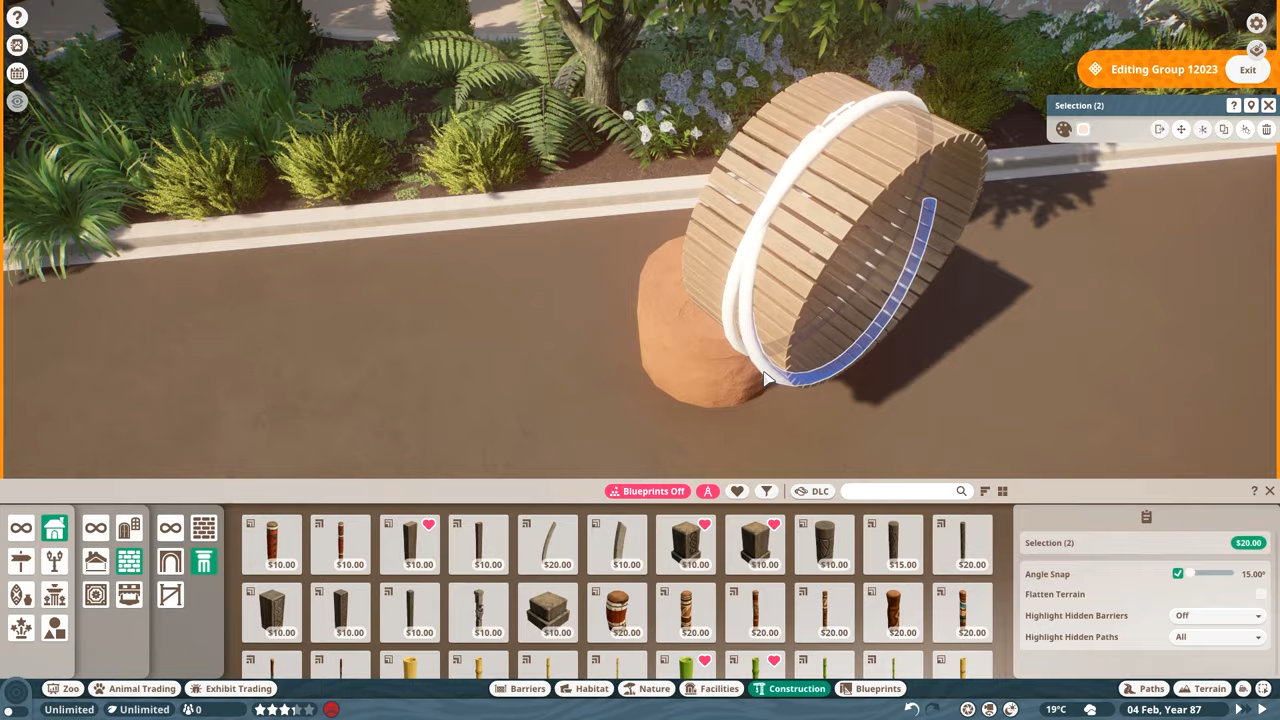 Editing Group 12023
Exit
Selection (2)
?
Blueprints Off
DLC
?
$10.00 $10.00 $10.00 $10.00 $20.00 $10.00 $10.00 $10.00 $10.00 $15.00 $20.00
$10.00 $10.00 $10.00 $10.00 $10.00 $20.00 $20.00 $20.00 $20.00 $20.00 $20.00
Selection (2) $20.00
Angle Snap 15.00°
Flatten Terrain
Highlight Hidden Barriers Off
Highlight Hidden Paths All
Zoo Animal Trading Exhibit Trading Barriers Habitat Nature Facilities Construction Blueprints Paths Terrain
Unlimited Unlimited 0 19°C 04 Feb, Year 87